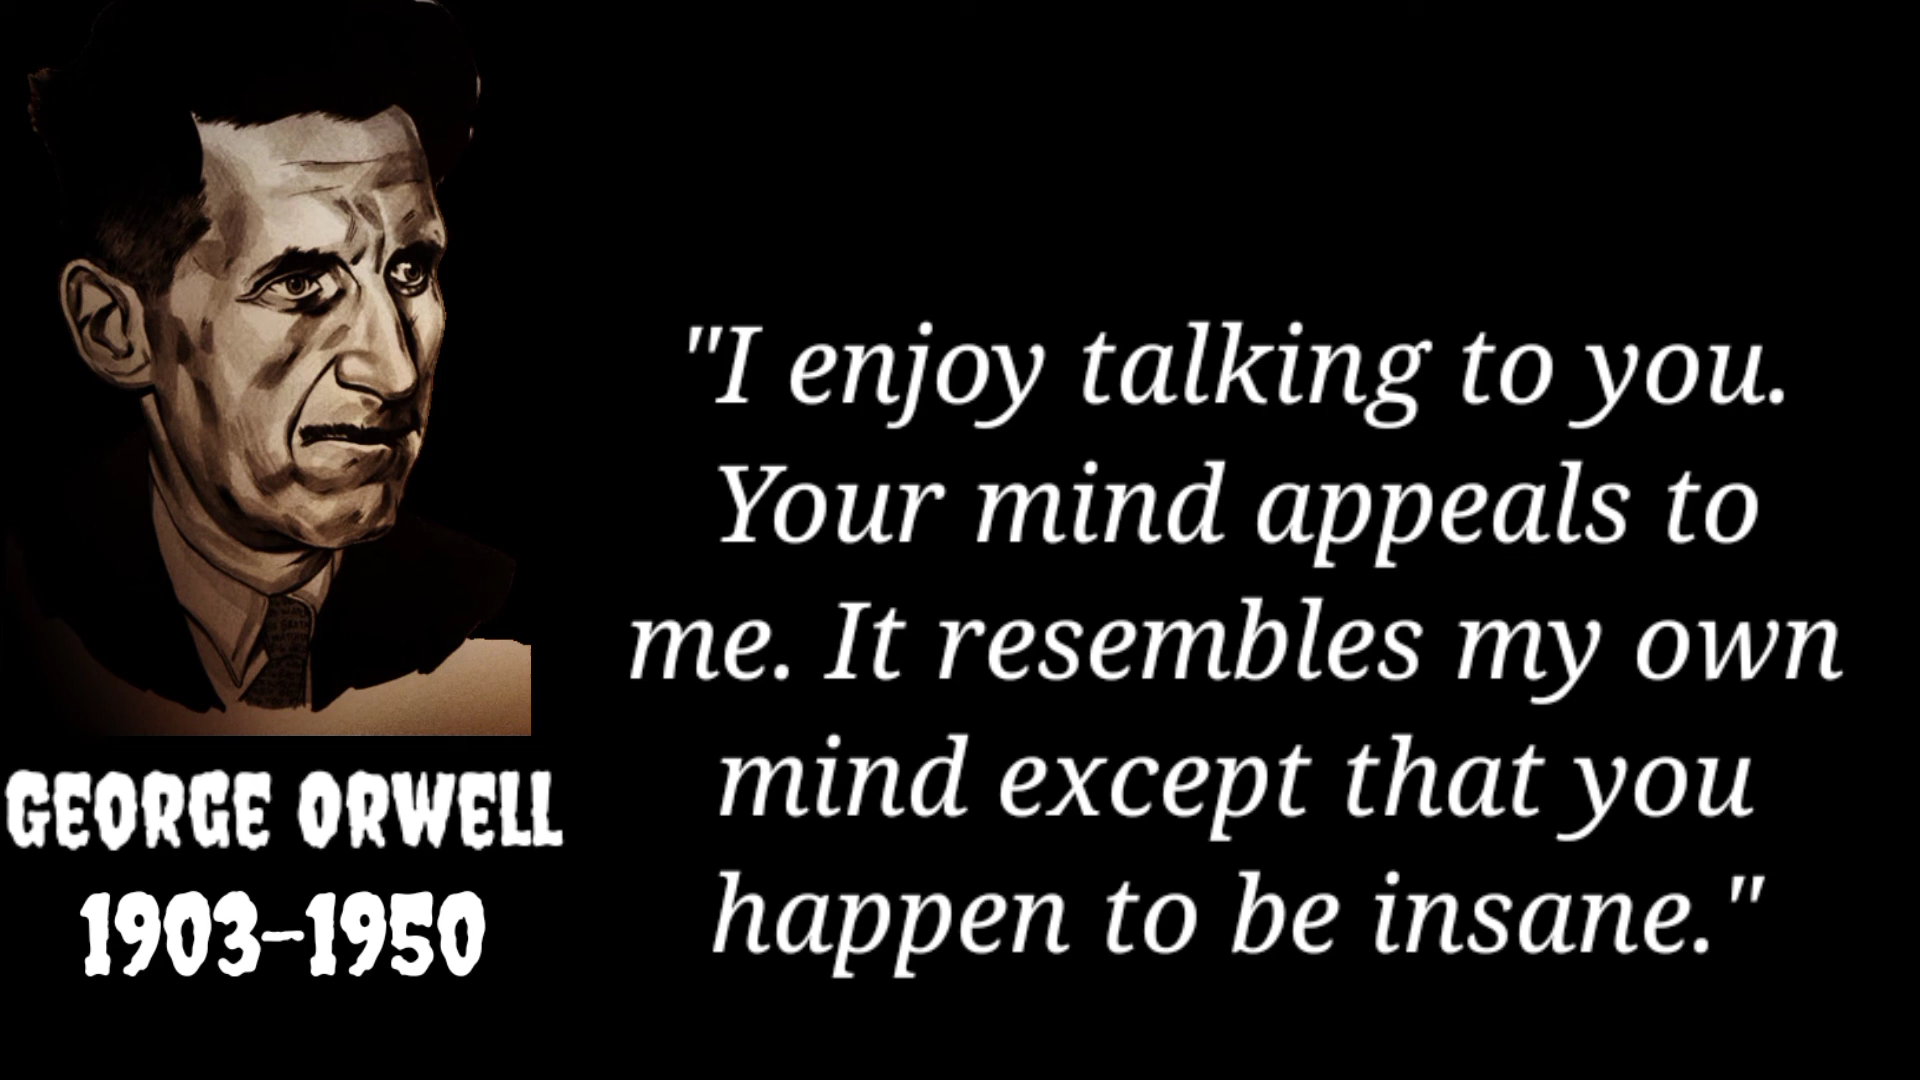 "I enjoy talking to you.
Your mind appeals to
me. It resembles my own
mind except that you
happen to be insane."
GEORGE ORWELL
1903–1950